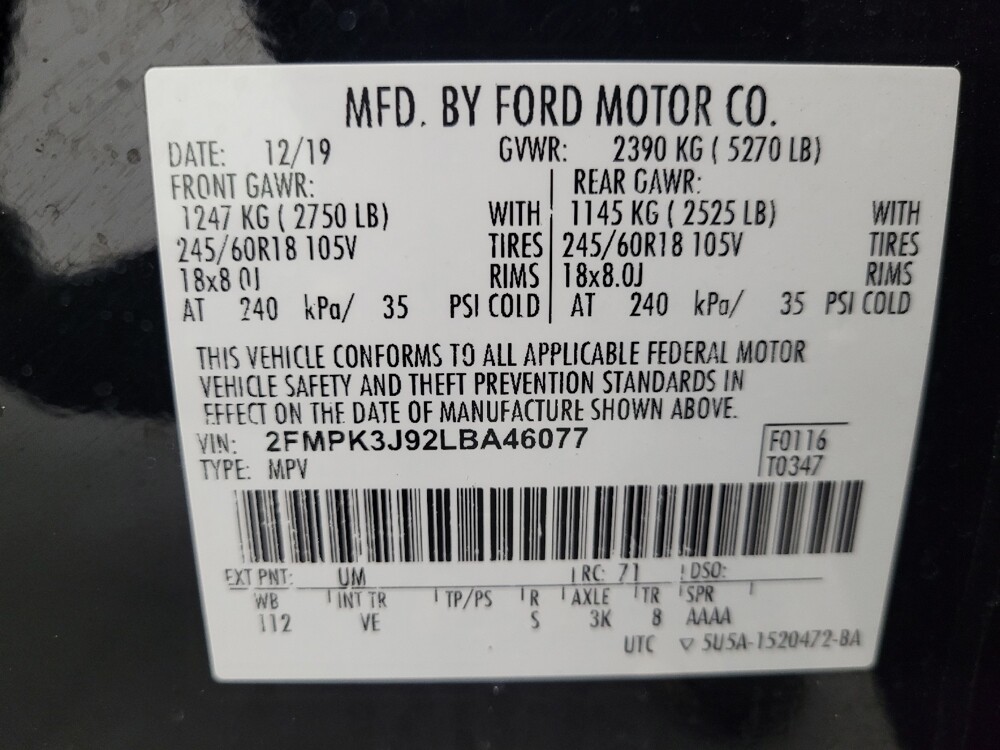 MFD. BY FORD MOTOR CO.
DATE: 12/19 GVWR: 2390 KG ( 5270 LB)
FRONT GAWR: REAR GAWR:
1247 KG ( 2750 LB) WITH 1145 KG ( 2525 LB) WITH
245/60R18 105V TIRES 245/60R18 105V TIRES
18x8.0J RIMS 18x8.0J RIMS
AT 240 kPa/ 35 PSI COLD AT 240 kPa/ 35 PSI COLD
THIS VEHICLE CONFORMS TO ALL APPLICABLE FEDERAL MOTOR
VEHICLE SAFETY AND THEFT PREVENTION STANDARDS IN
EFFECT ON THE DATE OF MANUFACTURE SHOWN ABOVE.
VIN: 2FMPK3J92LBA46077 F0116
TYPE: MPV T0347
EXT PNT: UM RC: 71 DSO:
WB INT TR TP/PS R AXLE TR SPR
112 VE S 3K 8 AAAA
UTC ▽ 5U5A-1520472-BA